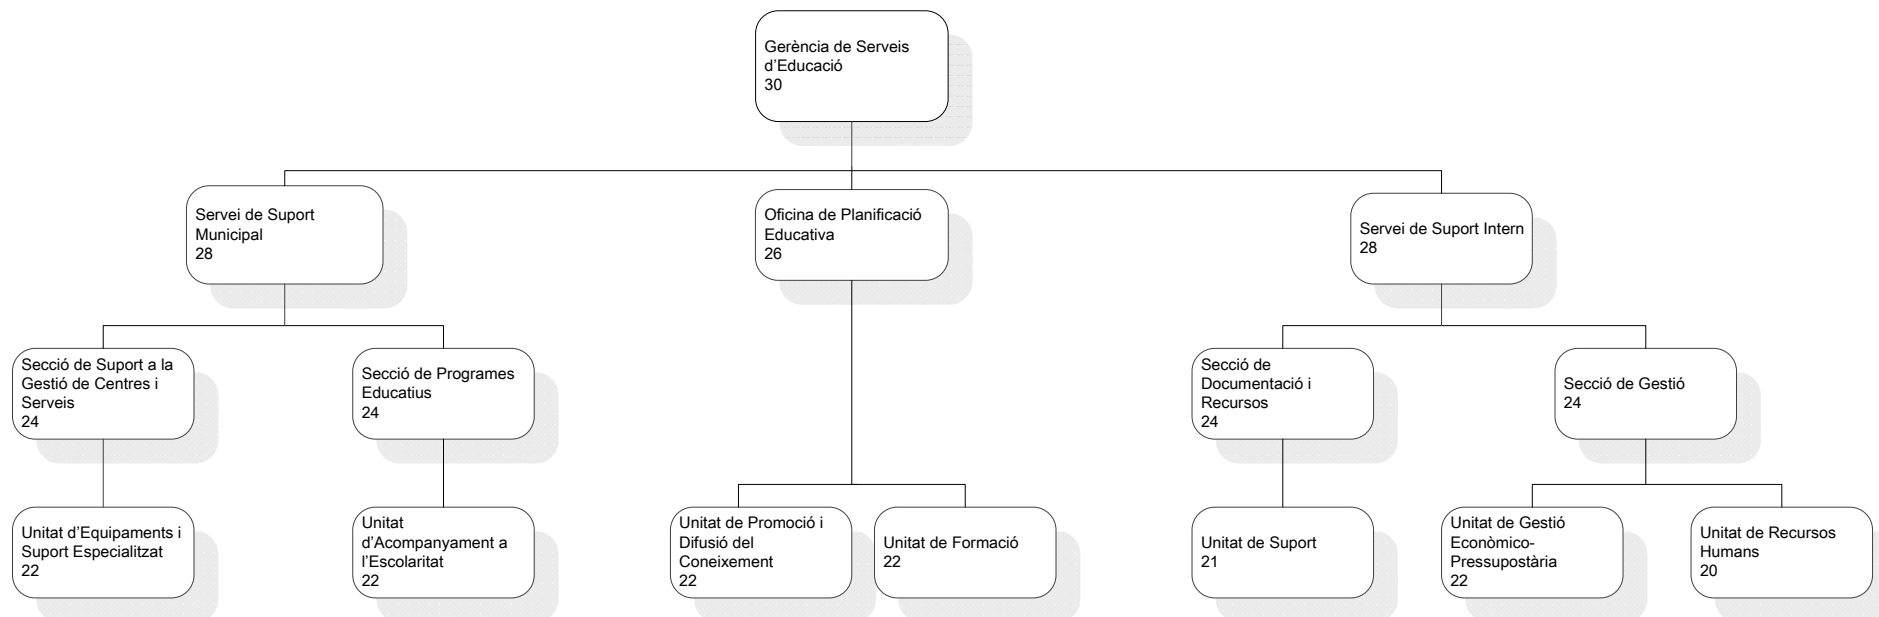 Gerència de Serveis
d’Educació
30
Servei de Suport
Municipal
28
Oficina de Planificació
Educativa
26
Servei de Suport Intern
28
Secció de Suport a la
Gestió de Centres i
Serveis
24
Secció de Programes
Educatius
24
Secció de
Documentació i
Recursos
24
Secció de Gestió
24
Unitat d’Equipaments i
Suport Especialitzat
22
Unitat
d’Acompanyament a
l’Escolaritat
22
Unitat de Promoció i
Difusió del
Coneixement
22
Unitat de Formació
22
Unitat de Suport
21
Unitat de Gestió
Econòmico-
Pressupostària
22
Unitat de Recursos
Humans
20